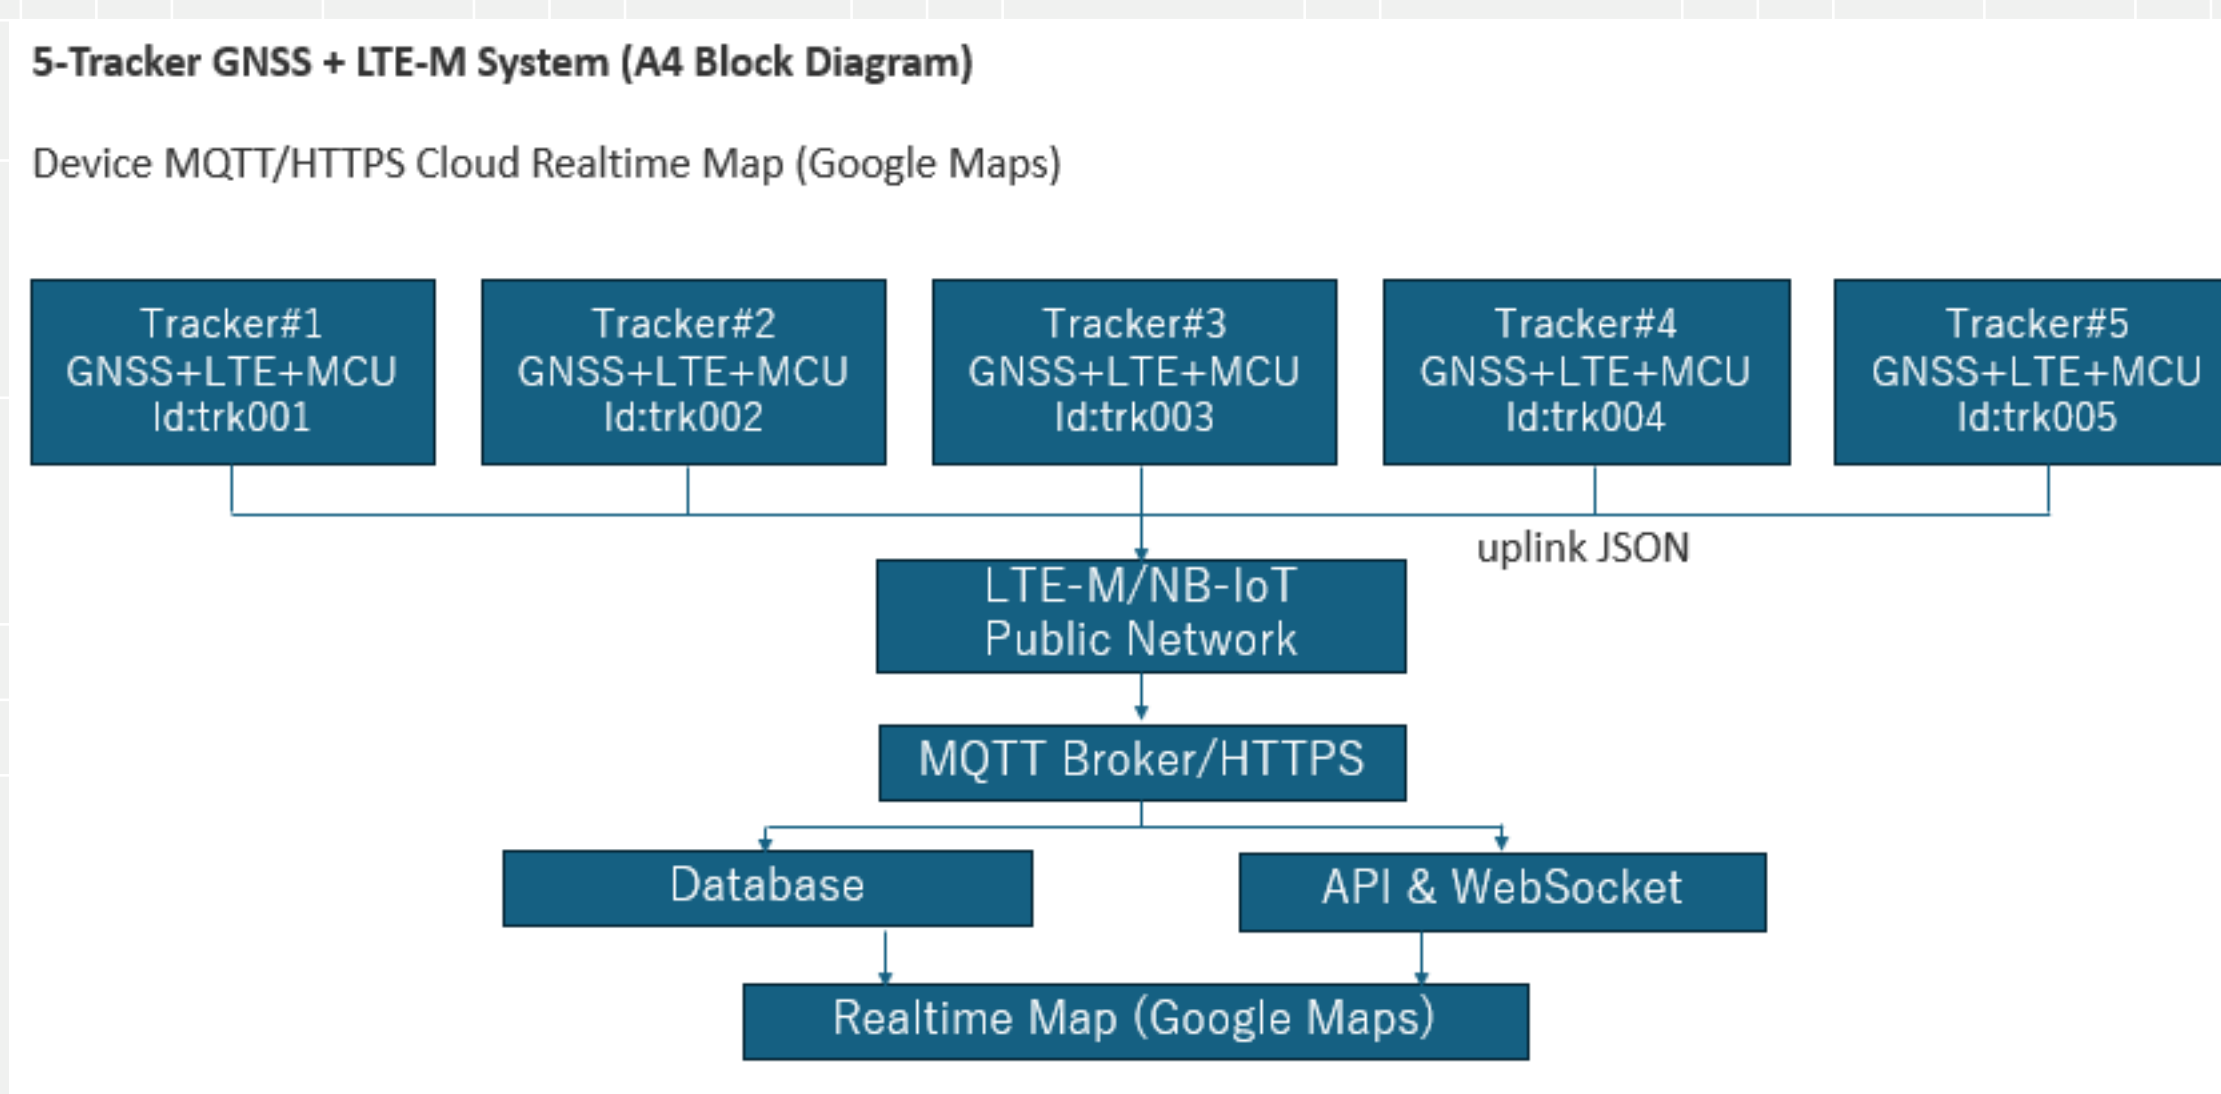 5-Tracker GNSS + LTE-M System (A4 Block Diagram)
Device MQTT/HTTPS Cloud Realtime Map (Google Maps)
Tracker#1
GNSS+LTE+MCU
Id:trk001
Tracker#2
GNSS+LTE+MCU
Id:trk002
Tracker#3
GNSS+LTE+MCU
Id:trk003
Tracker#4
GNSS+LTE+MCU
Id:trk004
Tracker#5
GNSS+LTE+MCU
Id:trk005
uplink JSON
LTE-M/NB-IoT
Public Network
MQTT Broker/HTTPS
Database
API & WebSocket
Realtime Map (Google Maps)